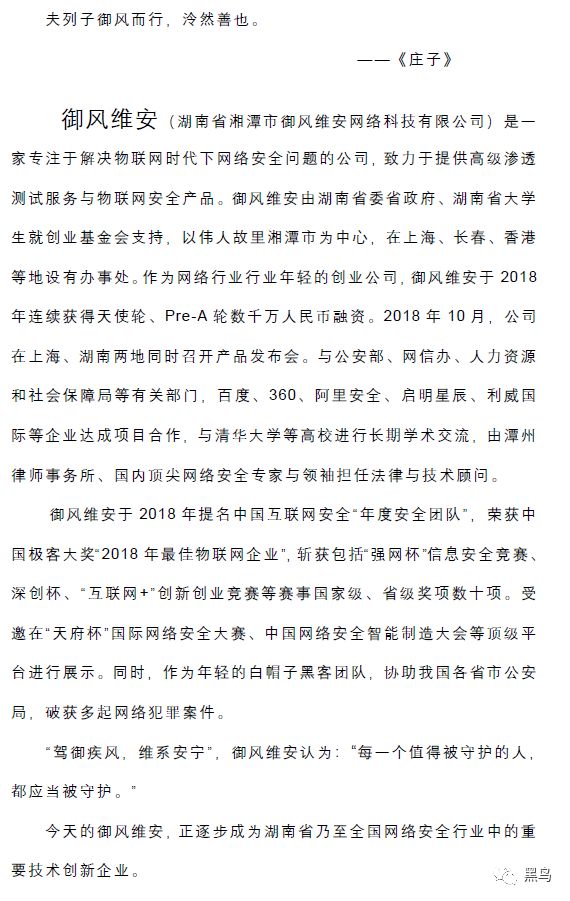 夫列子御风而行，泠然善也。
——《庄子》
御风维安（湖南省湘潭市御风维安网络科技有限公司）是一
家专注于解决物联网时代下网络安全问题的公司，致力于提供高级渗透
测试服务与物联网安全产品。御风维安由湖南省委省政府、湖南省大学
生就创业基金会支持，以伟人故里湘潭市为中心，在上海、长春、香港
等地设有办事处。作为网络行业行业年轻的创业公司，御风维安于 2018
年连续获得天使轮、Pre-A 轮数千万人民币融资。2018 年 10 月，公司
在上海、湖南两地同时召开产品发布会。与公安部、网信办、人力资源
和社会保障局等有关部门，百度、360、阿里安全、启明星辰、利威国
际等企业达成项目合作，与清华大学等高校进行长期学术交流，由潭州
律师事务所、国内顶尖网络安全专家与领袖担任法律与技术顾问。
御风维安于 2018 年提名中国互联网安全“年度安全团队”，荣获中
国极客大奖“2018 年最佳物联网企业”，斩获包括“强网杯”信息安全竞赛、
深创杯、“互联网+”创新创业竞赛等赛事国家级、省级奖项数十项。受
邀在“天府杯”国际网络安全大赛、中国网络安全智能制造大会等顶级平
台进行展示。同时，作为年轻的白帽子黑客团队，协助我国各省市公安
局，破获多起网络犯罪案件。
“驾御疾风，维系安宁”，御风维安认为：“每一个值得被守护的人，
都应当被守护。”
今天的御风维安，正逐步成为湖南省乃至全国网络安全行业中的重
要技术创新企业。
黑鸟